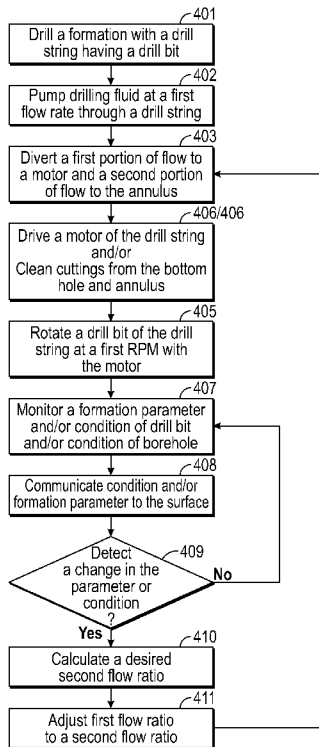 401
Drill a formation with a drill
string having a drill bit
402
Pump drilling fluid at a first
flow rate through a drill string
403
Divert a first portion of flow to
a motor and a second portion
of flow to the annulus
406/406
Drive a motor of the drill string
and/or
Clean cuttings from the bottom
hole and annulus
405
Rotate a drill bit of the drill
string at a first RPM with
the motor
407
Monitor a formation parameter
and/or condition of drill bit
and/or condition of borehole
408
Communicate condition and/or
formation parameter to the surface
409
Detect
a change in the
parameter or
condition
?
No
Yes
410
Calculate a desired
second flow ratio
411
Adjust first flow ratio
to a second flow ratio